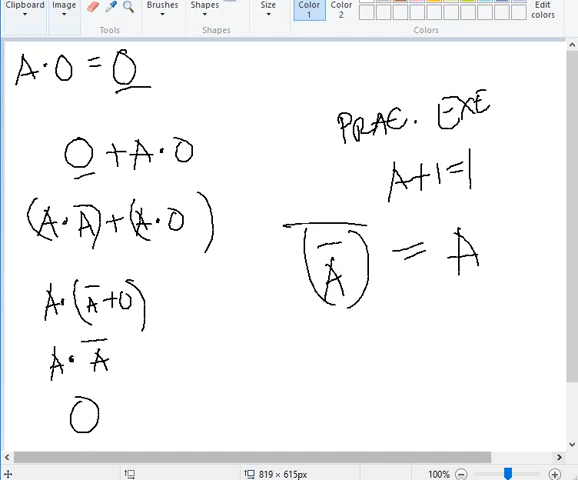 Clipboard
Image
Tools
Brushes
Shapes
Shapes
Size
Color 1
Color 2
Colors
Edit colors
A·0 = 0
0 + A·0
(A·A̅) + (A·0)
A·(A̅+0)
A·A̅
0
PRAC. EXE
A+1=1
(A̅)̅ = A
819 × 615px
100%